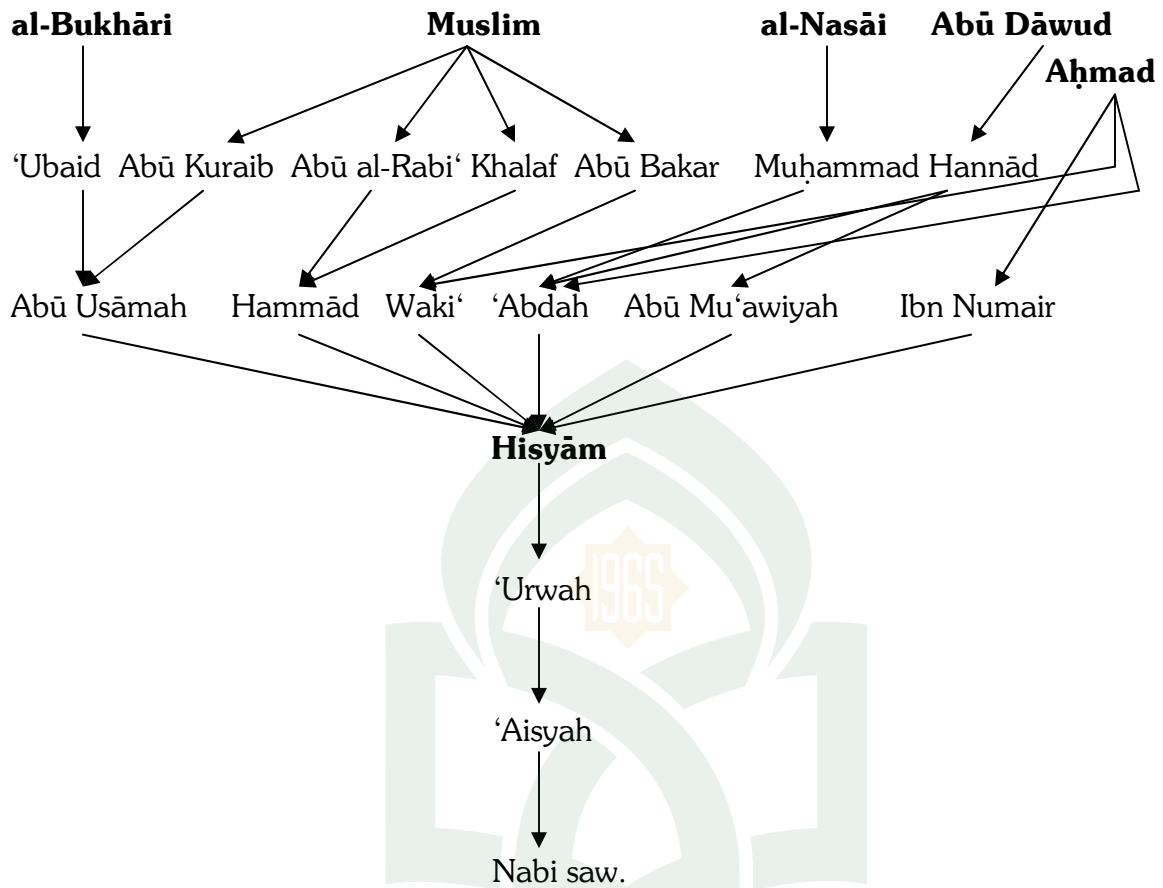 al-Bukhāri Muslim al-Nasāi Abū Dāwud
Aḥmad
‘Ubaid Abū Kuraib Abū al-Rabi‘ Khalaf Abū Bakar Muḥammad Hannād
Abū Usāmah Hammād Waki‘ ‘Abdah Abū Mu‘awiyah Ibn Numair
Hisyām
‘Urwah
1965
‘Aisyah
Nabi saw.